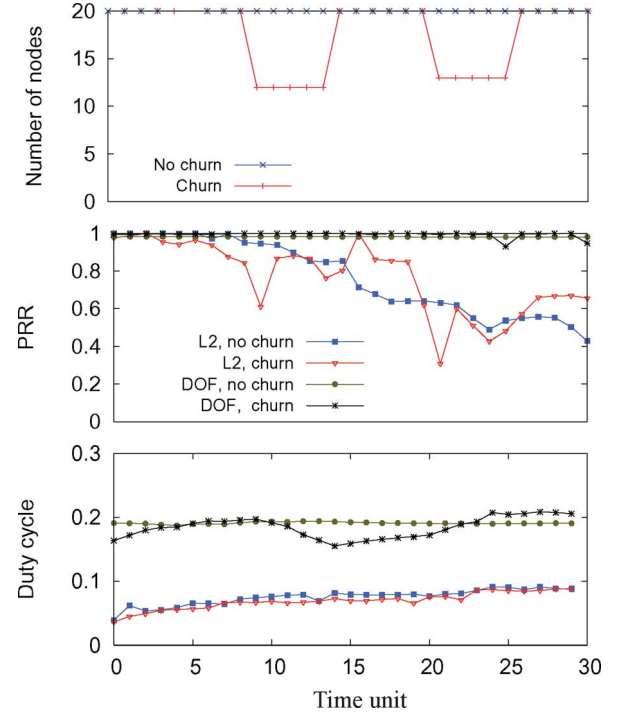 20
15
10
5
0
Number of nodes
No churn
Churn
1
0.8
0.6
0.4
0.2
0
PRR
L2, no churn
L2, churn
DOF, no churn
DOF, churn
0.3
0.2
0.1
0
Duty cycle
0 5 10 15 20 25 30
Time unit